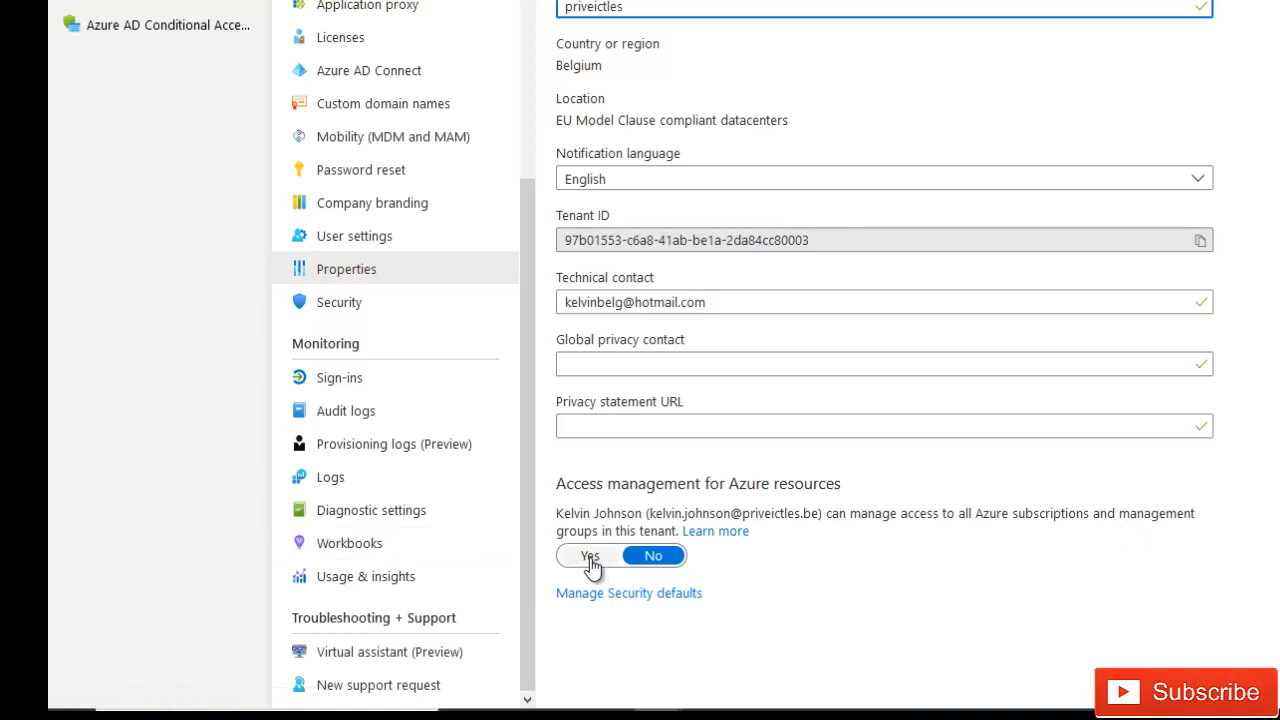 Azure AD Conditional Acce...
Application proxy
Licenses
Azure AD Connect
Custom domain names
Mobility (MDM and MAM)
Password reset
Company branding
User settings
Properties
Security
Monitoring
Sign-ins
Audit logs
Provisioning logs (Preview)
Logs
Diagnostic settings
Workbooks
Usage & insights
Troubleshooting + Support
Virtual assistant (Preview)
New support request
priveictles
Country or region
Belgium
Location
EU Model Clause compliant datacenters
Notification language
English
Tenant ID
97b01553-c6a8-41ab-be1a-2da84cc80003
Technical contact
kelvinbelg@hotmail.com
Global privacy contact
Privacy statement URL
Access management for Azure resources
Kelvin Johnson (kelvin.johnson@priveictles.be) can manage access to all Azure subscriptions and management
groups in this tenant. Learn more
Yes No
Manage Security defaults
Subscribe